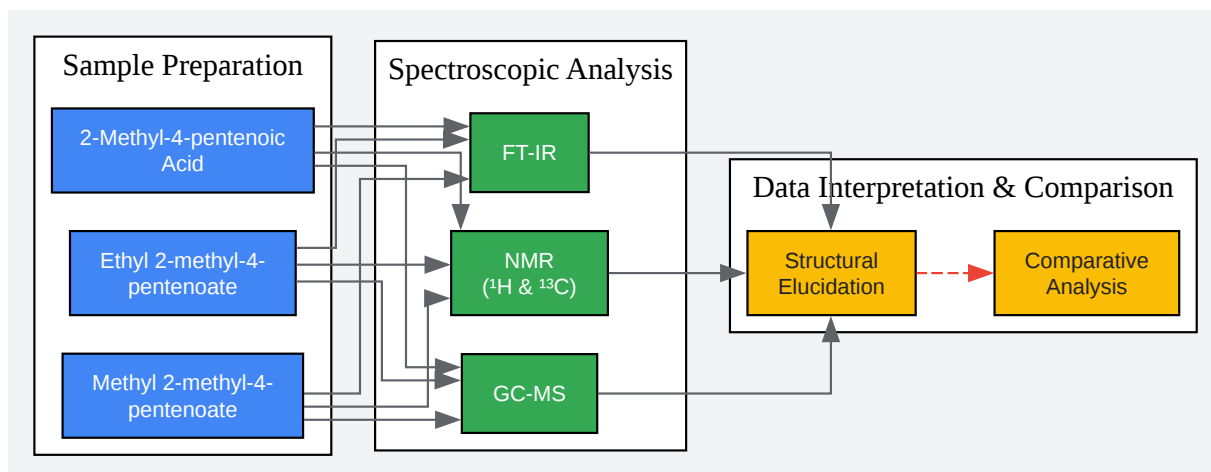 Sample Preparation
2-Methyl-4-pentenoic
Acid
Ethyl 2-methyl-4-
pentenoate
Methyl 2-methyl-4-
pentenoate
Spectroscopic Analysis
FT-IR
NMR
(¹H & ¹³C)
GC-MS
Data Interpretation & Comparison
Structural
Elucidation
Comparative
Analysis